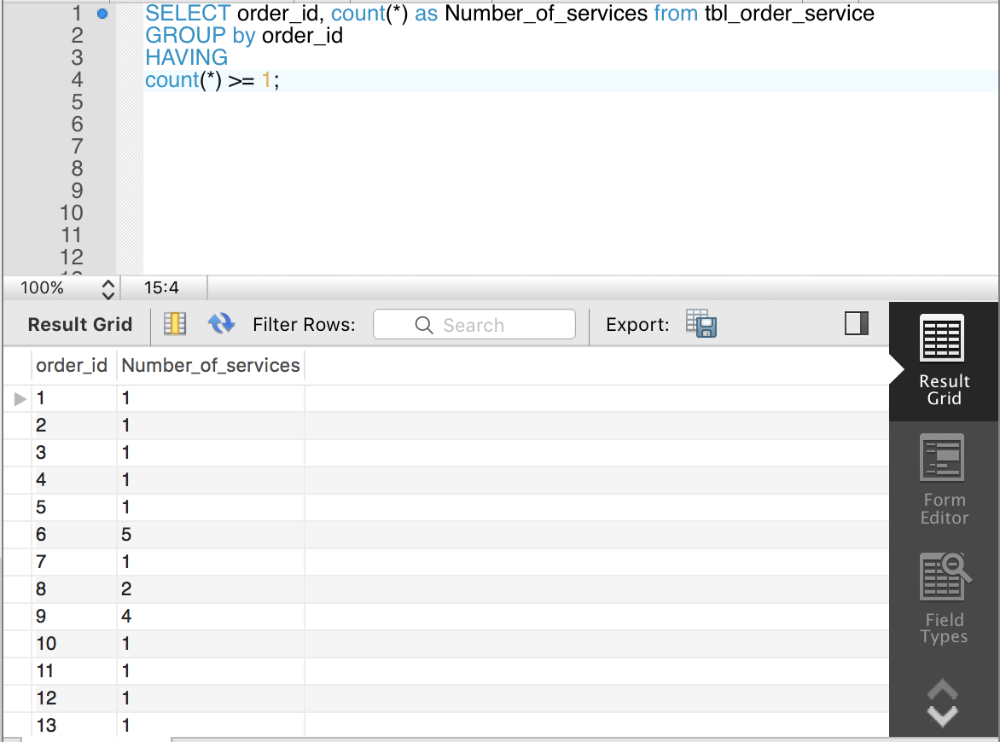 1 SELECT order_id, count(*) as Number_of_services from tbl_order_service
2 GROUP by order_id
3 HAVING
4 count(*) >= 1;
5
6
7
8
9
10
11
12
100% 15:4
Result Grid Filter Rows: Search Export:
order_id Number_of_services
1 1
2 1
3 1
4 1
5 1
6 5
7 1
8 2
9 4
10 1
11 1
12 1
13 1
Result
Grid
Form
Editor
Field
Types